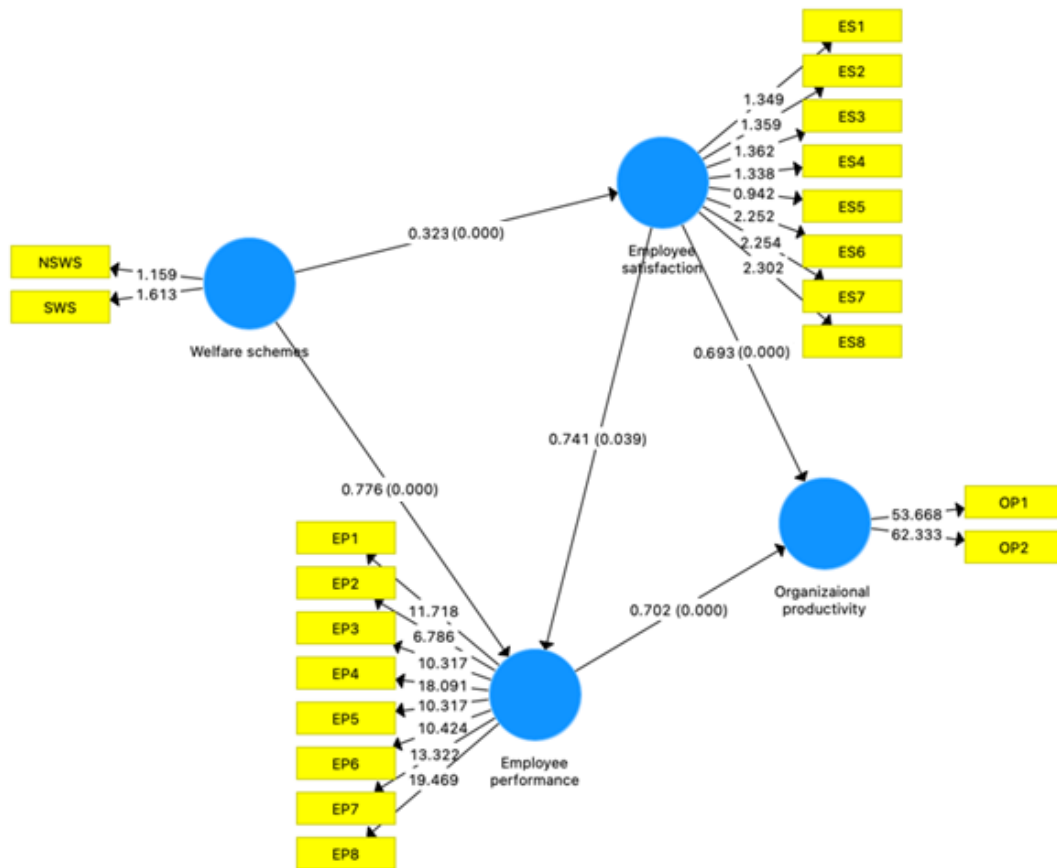 ES1
ES2
1.349
ES3
1.359
1.362
ES4
1.338
0.942
ES5
2.252
0.323 (0.000)
ES6
2.254
Employee
satisfaction
2.302
NSWS
1.159
SWS
1.613
ES7
ES8
Welfare schemes
0.693 (0.000)
0.741 (0.039)
0.776 (0.000)
OP1
53.668
62.333
OP2
EP1
EP2
Organizaional
productivity
11.718
0.702 (0.000)
EP3
6.786
10.317
EP4
18.091
EP5
10.317
10.424
EP6
13.322
Employee
performance
19.469
EP7
EP8